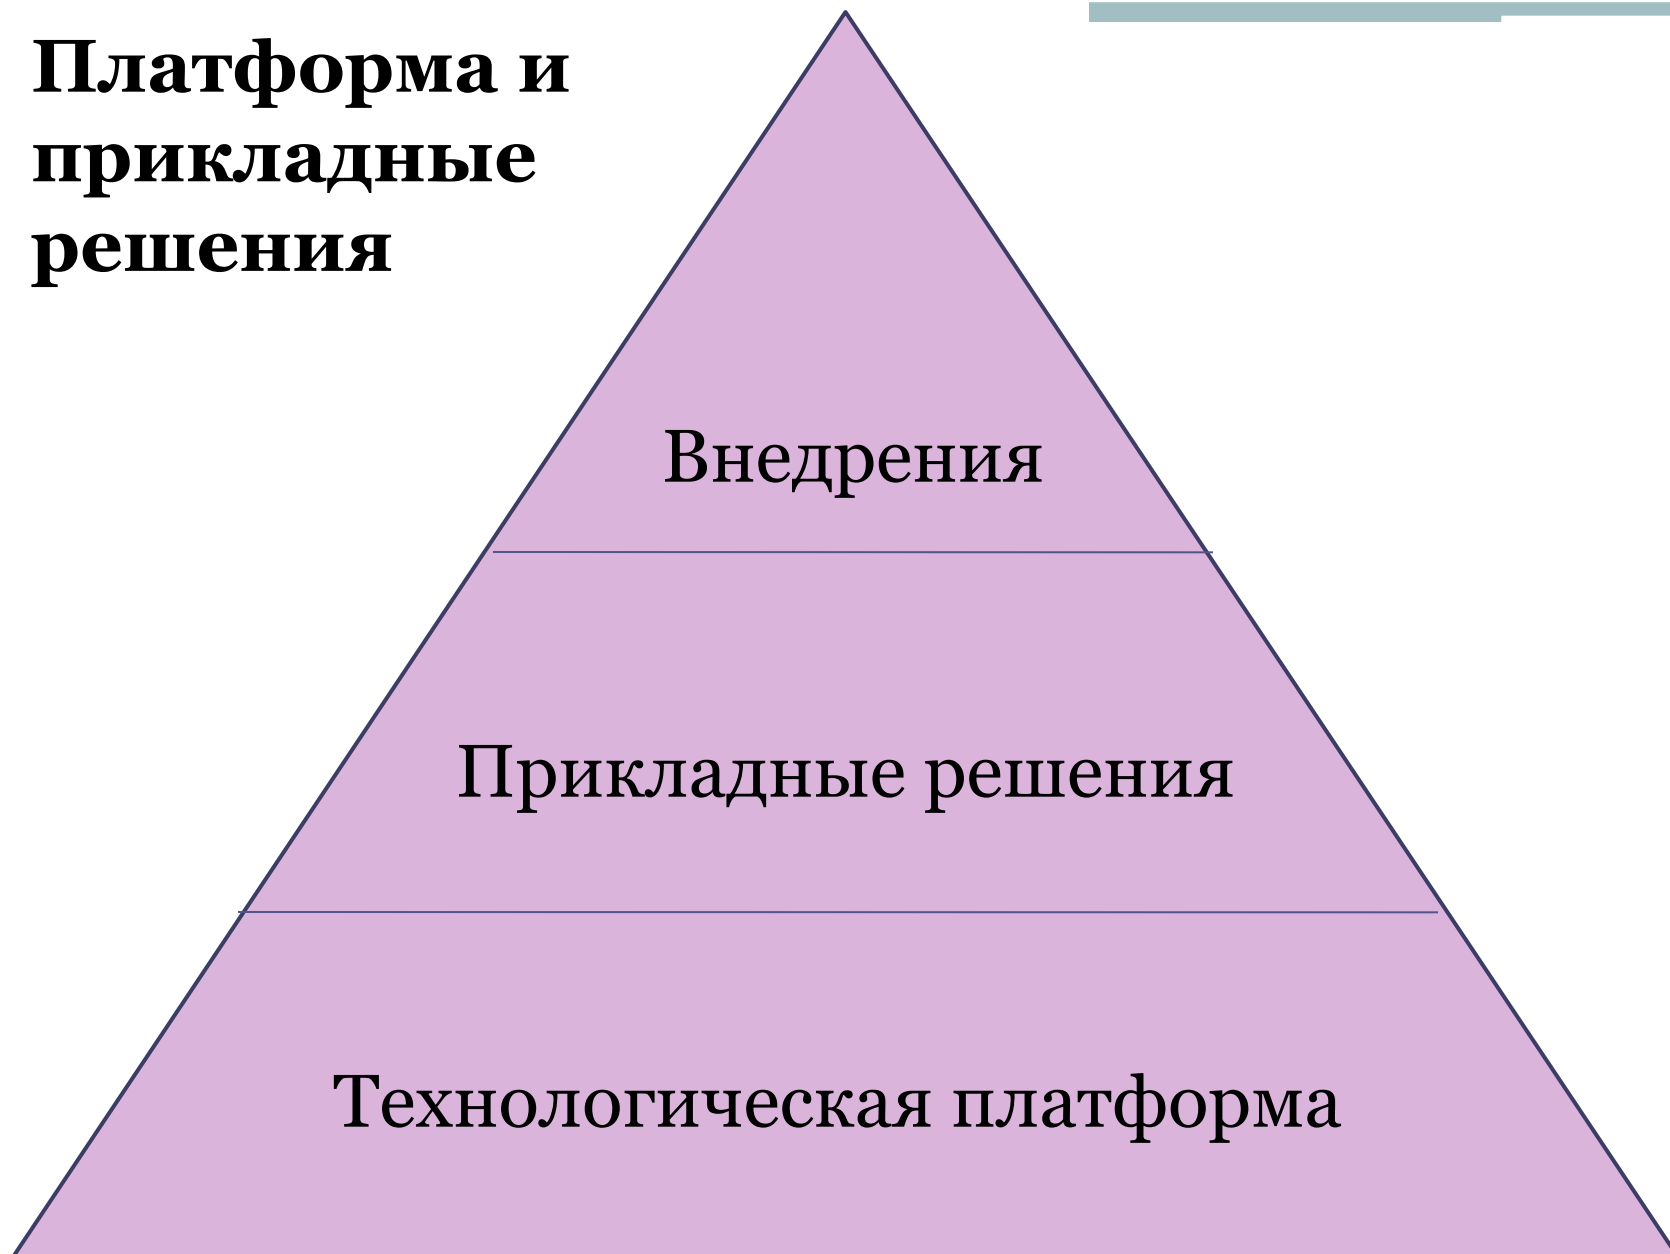 Платформа и
прикладные
решения
Внедрения
Прикладные решения
Технологическая платформа